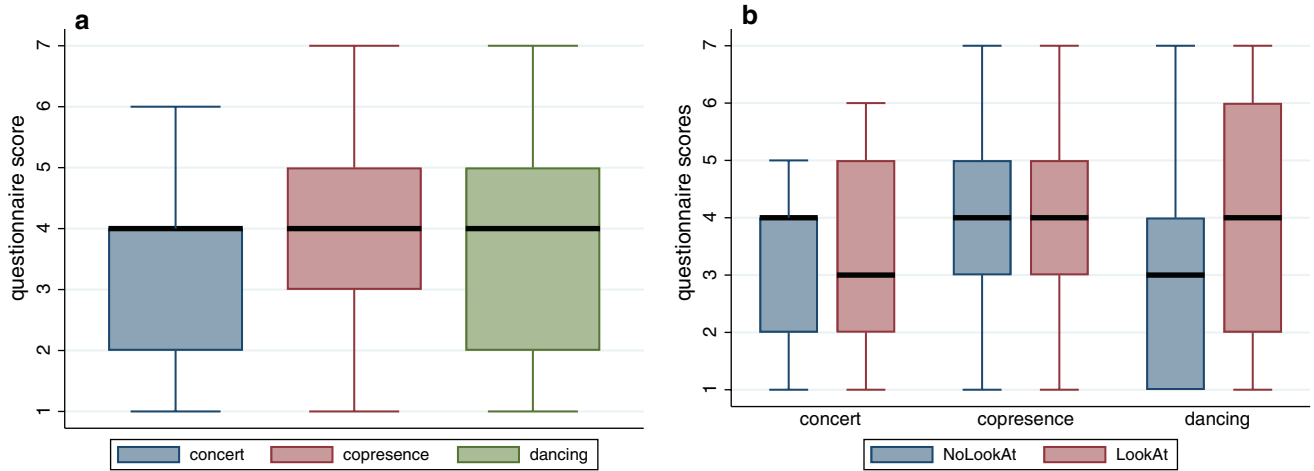 a
questionnaire score
7
6
5
4
3
2
1
concert copresence dancing
b
questionnaire scores
7
6
5
4
3
2
1
concert copresence dancing
NoLookAt LookAt